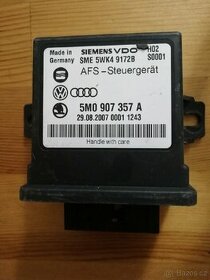 Made in Germany
SIEMENS VDO H02
SME 5WK4 9172B S0001
AFS-Steuergerät
5M0 907 357 A
29.08.2007 0001 1243
Handle with care